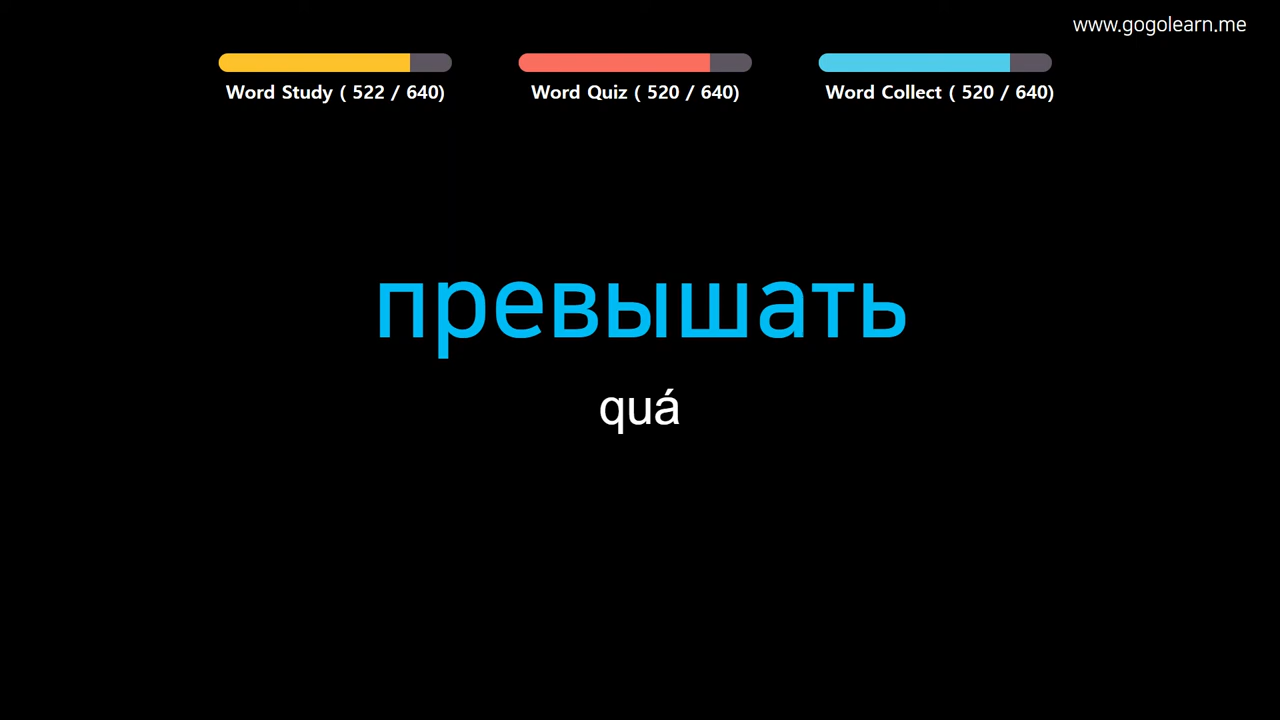 www.gogolearn.me
Word Study ( 522 / 640)
Word Quiz ( 520 / 640)
Word Collect ( 520 / 640)
превышать
quá